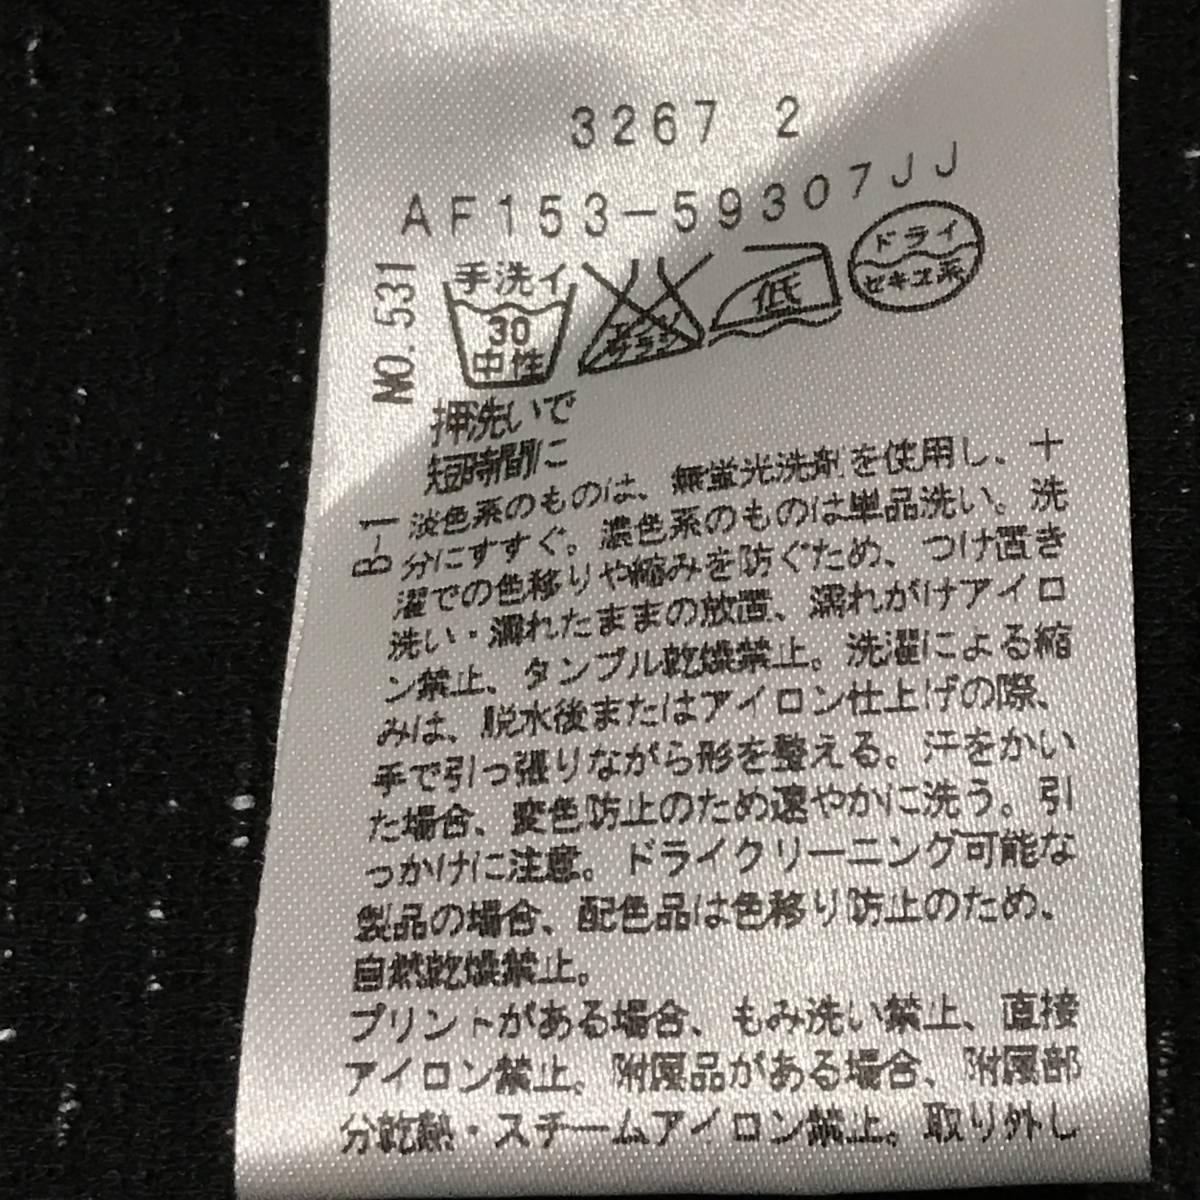 3267 2
AF153-59307JJ
NO.531
手洗イ
30
中性
エンソ
サラシ
低
ドライ
セキユ系
押洗いで
短時間に
B-1
淡色系のものは、無蛍光洗剤を使用し、十
分にすすぐ。濃色系のものは単品洗い。洗
濯での色移りや縮みを防ぐため、つけ置き
洗い・濡れたままの放置、濡れがけアイロ
ン禁止、タンブル乾燥禁止。洗濯による縮
みは、脱水後またはアイロン仕上げの際、
手で引っ張りながら形を整える。汗をかい
た場合、変色防止のため速やかに洗う。引
っかけに注意。ドライクリーニング可能な
製品の場合、配色品は色移り防止のため、
自然乾燥禁止。
プリントがある場合、もみ洗い禁止、直接
アイロン禁止。附属品がある場合、附属部
分乾熱・スチームアイロン禁止。取り外し